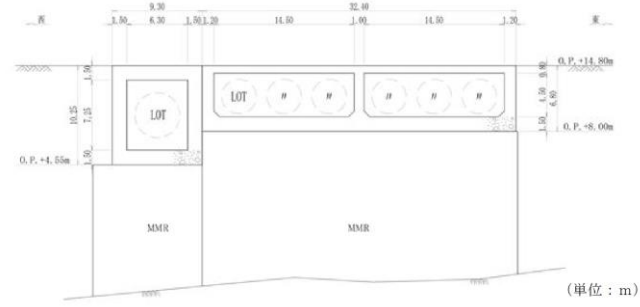 9.30 32.40
西 1.50 6.30 1.50 1.20 14.50 1.00 14.50 1.20 東
O.P.+14.80m
1.50 0.80
LOT 〃 〃 〃 〃 〃
10.25 7.25 LOT 4.50 6.80
1.50 O.P.+8.00m
O.P.+4.55m 1.50
MMR MMR
(単位：m)